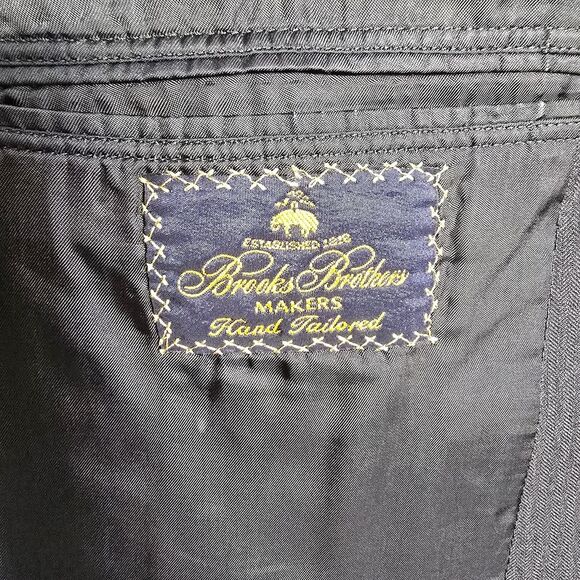 ESTABLISHED 1818
Brooks Brothers
MAKERS
Hand Tailored